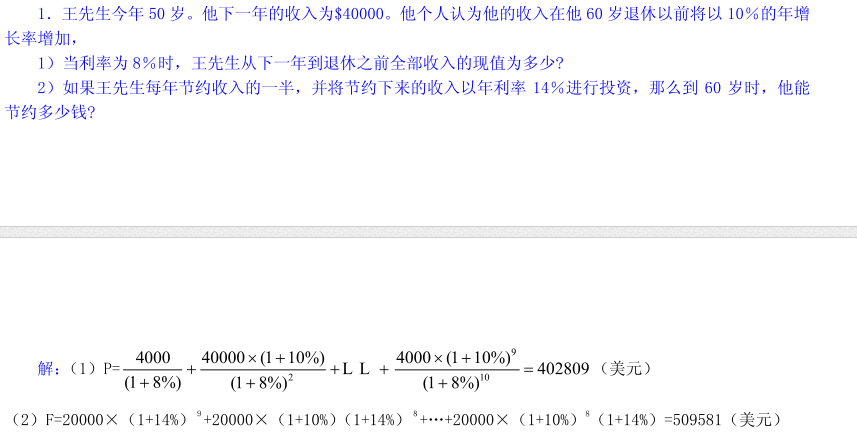 1．王先生今年 50 岁。他下一年的收入为$40000。他个人认为他的收入在他 60 岁退休以前将以 10%的年增
长率增加，
1）当利率为 8%时，王先生从下一年到退休之前全部收入的现值为多少?
2）如果王先生每年节约收入的一半，并将节约下来的收入以年利率 14%进行投资，那么到 60 岁时，他能
节约多少钱?
解:（1）P= 4000/(1+8%) + 40000×(1+10%)/(1+8%)² +L L + 4000×(1+10%)⁹/(1+8%)¹⁰ = 402809（美元）
（2）F=20000×（1+14%）⁹+20000×（1+10%）（1+14%）⁸+…+20000×（1+10%）⁸（1+14%）=509581（美元）